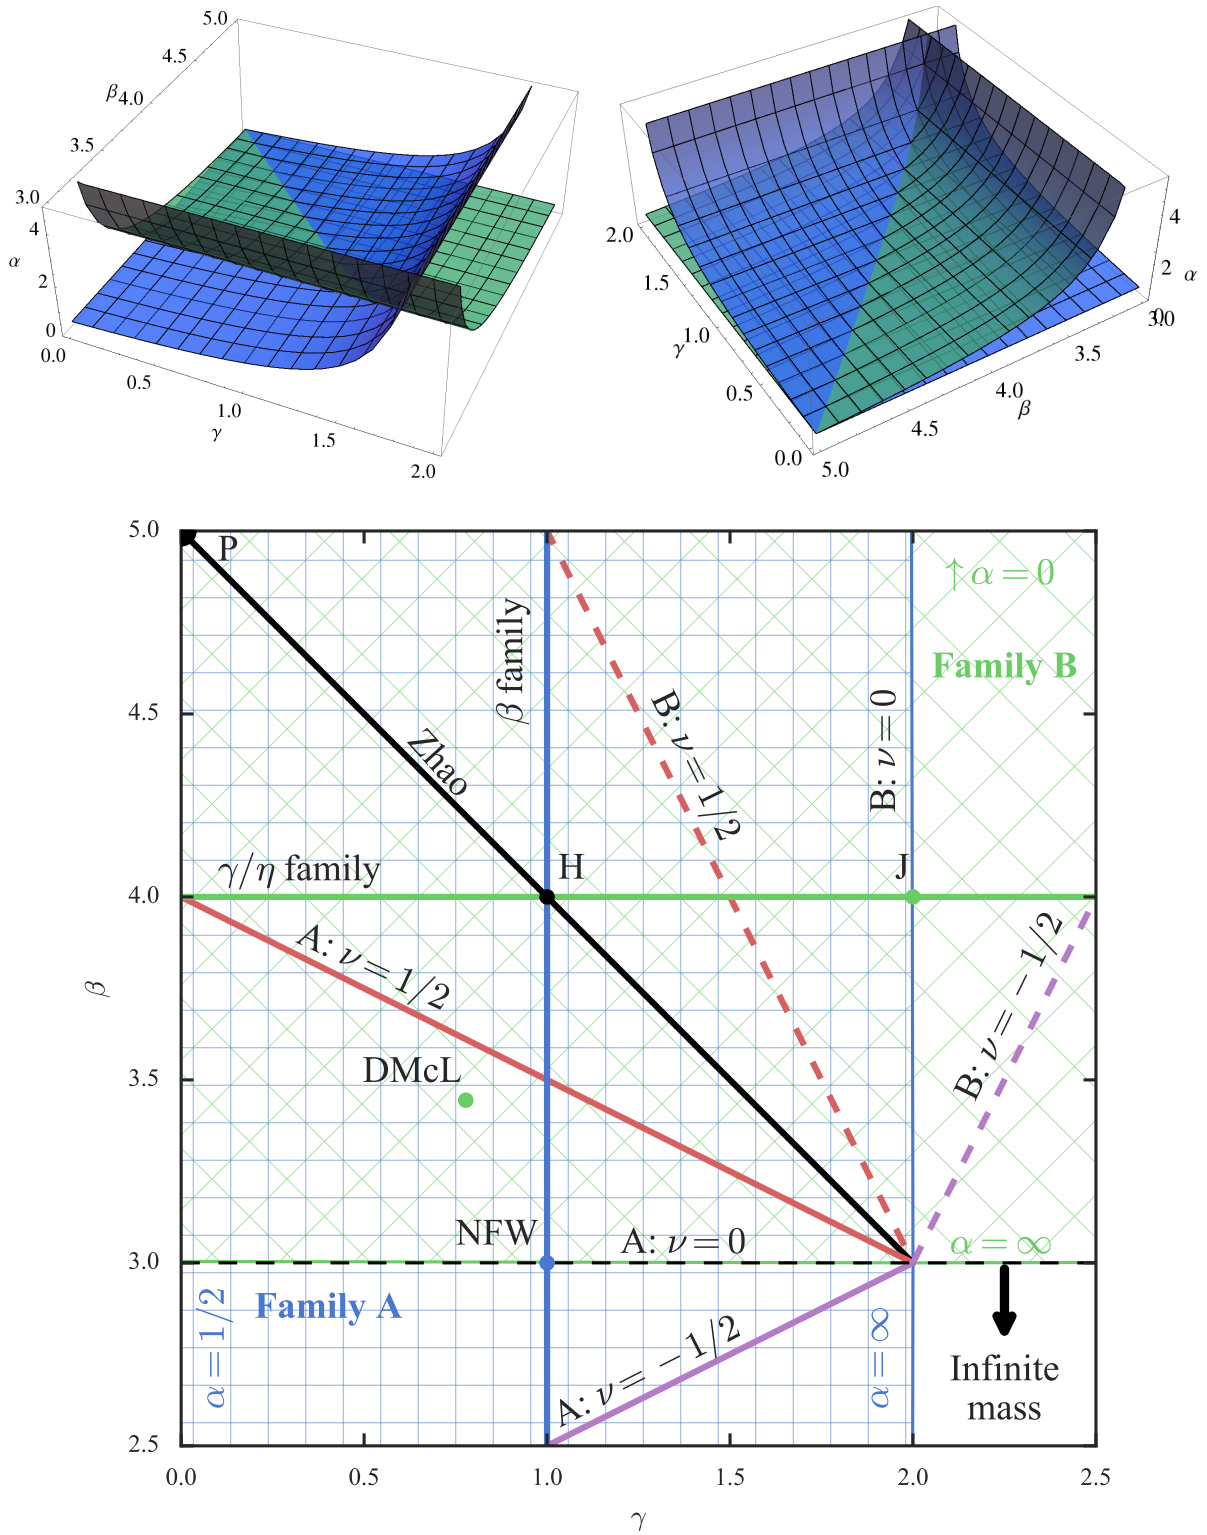 5.0
4.5
β 4.0
3.5
3.0
4
α
2
0
0.0
0.5
1.0
γ
1.5
2.0
4
2 α
0
3.0
3.5
4.0
β
4.5
5.0
2.0
1.5
γ 1.0
0.5
0.0
5.0
4.5
4.0
3.5
3.0
2.5
β
P
β family
↑α = 0
Family B
B: ν = 1/2
B: ν = 0
Zhao
γ/η family
H
J
A: ν = 1/2
B: ν = −1/2
DMcL
NFW
A: ν = 0
α = ∞
α = 1/2
Family A
A: ν = −1/2
α = ∞
Infinite
mass
0.0
0.5
1.0
1.5
2.0
2.5
γ